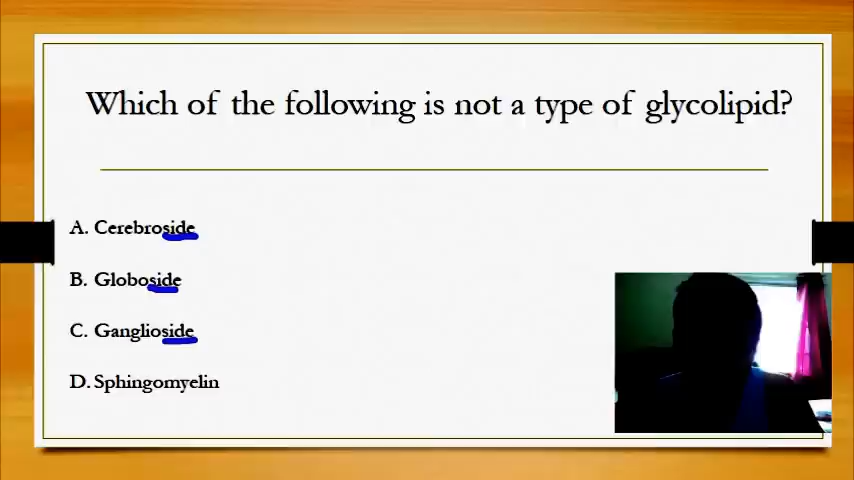 Which of the following is not a type of glycolipid?
A. Cerebroside
B. Globoside
C. Ganglioside
D. Sphingomyelin